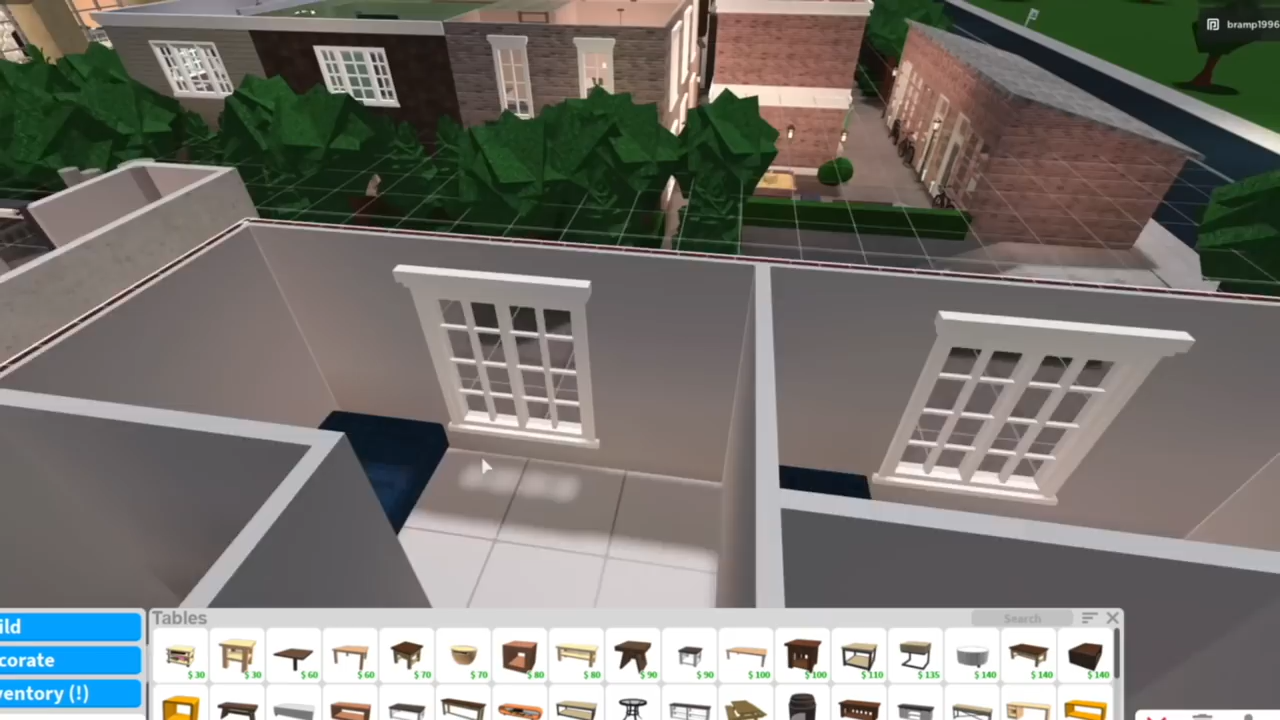 bramp1996
ild
corate
ventory (!)
Tables
Search
$ 30
$ 30
$ 60
$ 60
$ 70
$ 70
$ 80
$ 80
$ 90
$ 90
$ 100
$ 100
$ 110
$ 135
$ 140
$ 140
$ 140